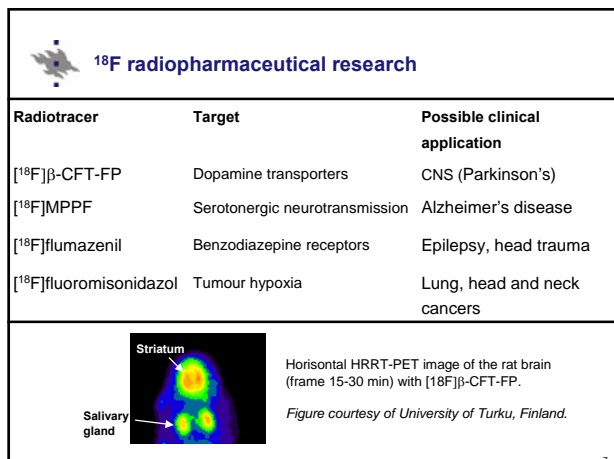 ¹⁸F radiopharmaceutical research
Radiotracer Target Possible clinical
application
[¹⁸F]β-CFT-FP Dopamine transporters CNS (Parkinson's)
[¹⁸F]MPPF Serotonergic neurotransmission Alzheimer's disease
[¹⁸F]flumazenil Benzodiazepine receptors Epilepsy, head trauma
[¹⁸F]fluoromisonidazol Tumour hypoxia Lung, head and neck
cancers
Striatum
Salivary
gland
Horisontal HRRT-PET image of the rat brain
(frame 15-30 min) with [18F]β-CFT-FP.
Figure courtesy of University of Turku, Finland.